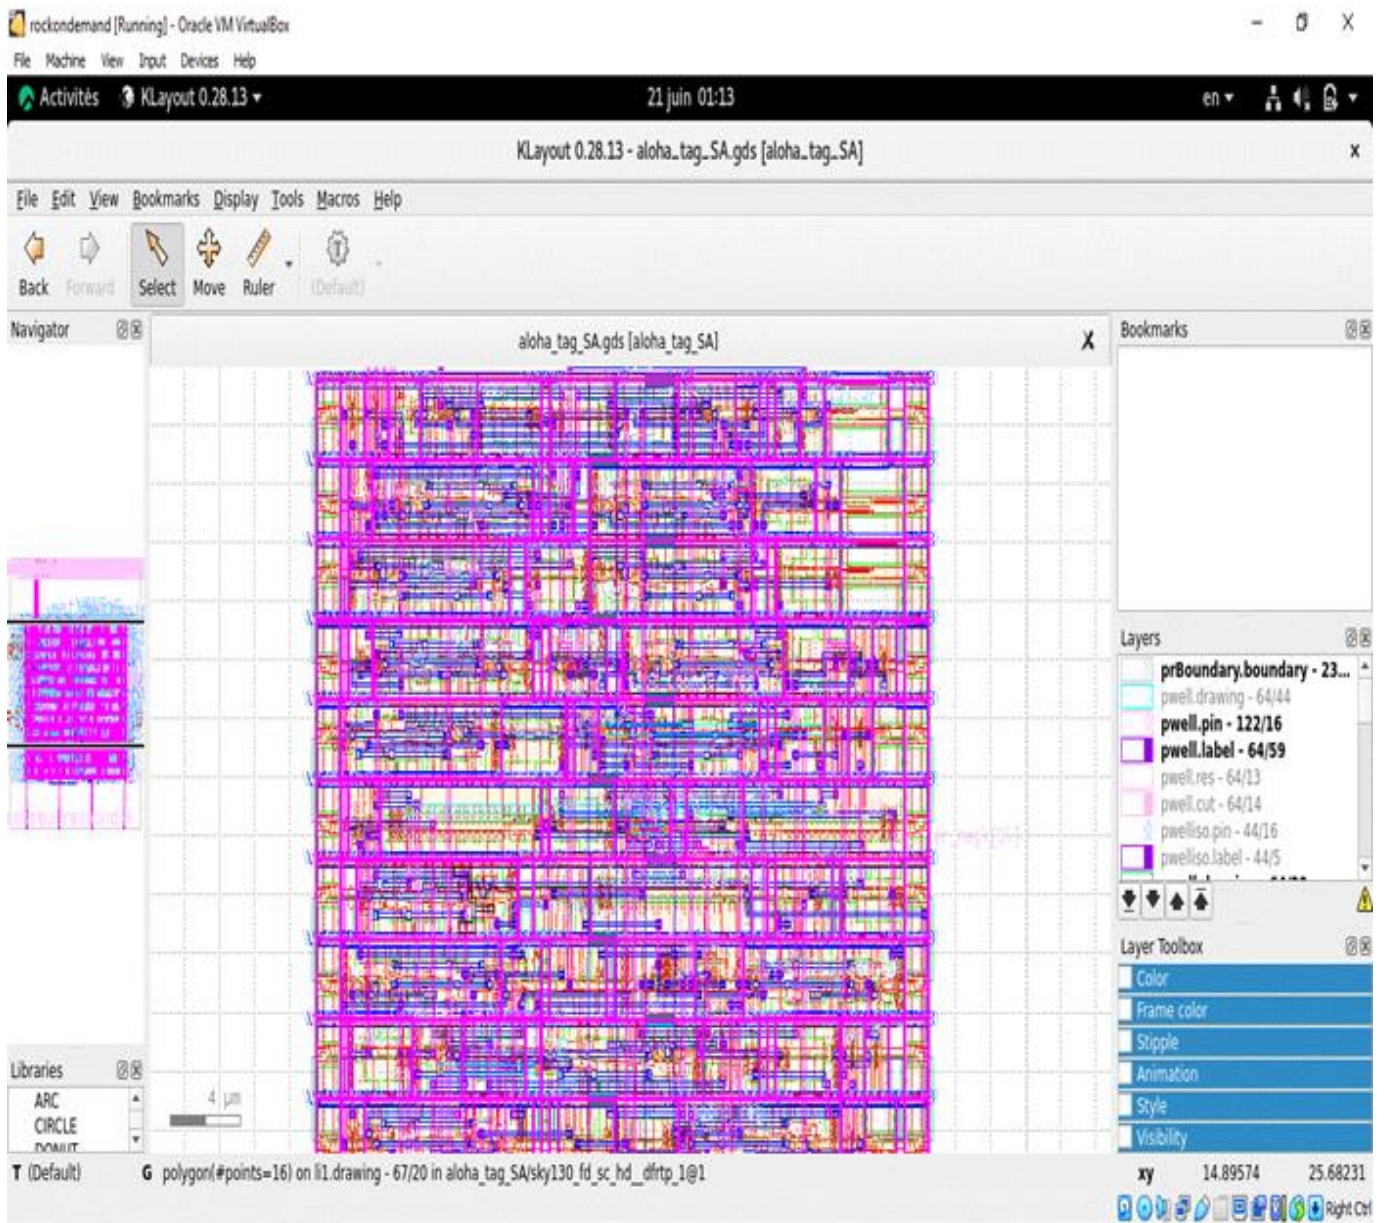 rockondemand [Running] - Oracle VM VirtualBox
File Machine View Input Devices Help
Activités KLayout 0.28.13 21 juin 01:13 en
KLayout 0.28.13 - aloha_tag_SA.gds [aloha_tag_SA] x
File Edit View Bookmarks Display Tools Macros Help
Back Forward Select Move Ruler (Default)
Navigator
aloha_tag_SA.gds [aloha_tag_SA] X
Bookmarks
Layers
prBoundary.boundary - 23...
pwell.drawing - 64/44
pwell.pin - 122/16
pwell.label - 64/59
pwell.res - 64/13
pwell.cut - 64/14
pwelliso.pin - 44/16
pwelliso.label - 44/5
Layer Toolbox
Color
Frame color
Stipple
Animation
Style
Visibility
Libraries
ARC
CIRCLE
DONUT
4 µm
T (Default) G polygon(#points=16) on li1.drawing - 67/20 in aloha_tag_SA/sky130_fd_sc_hd__dfrtp_1@1 xy 14.89574 25.68231
Right Ctrl